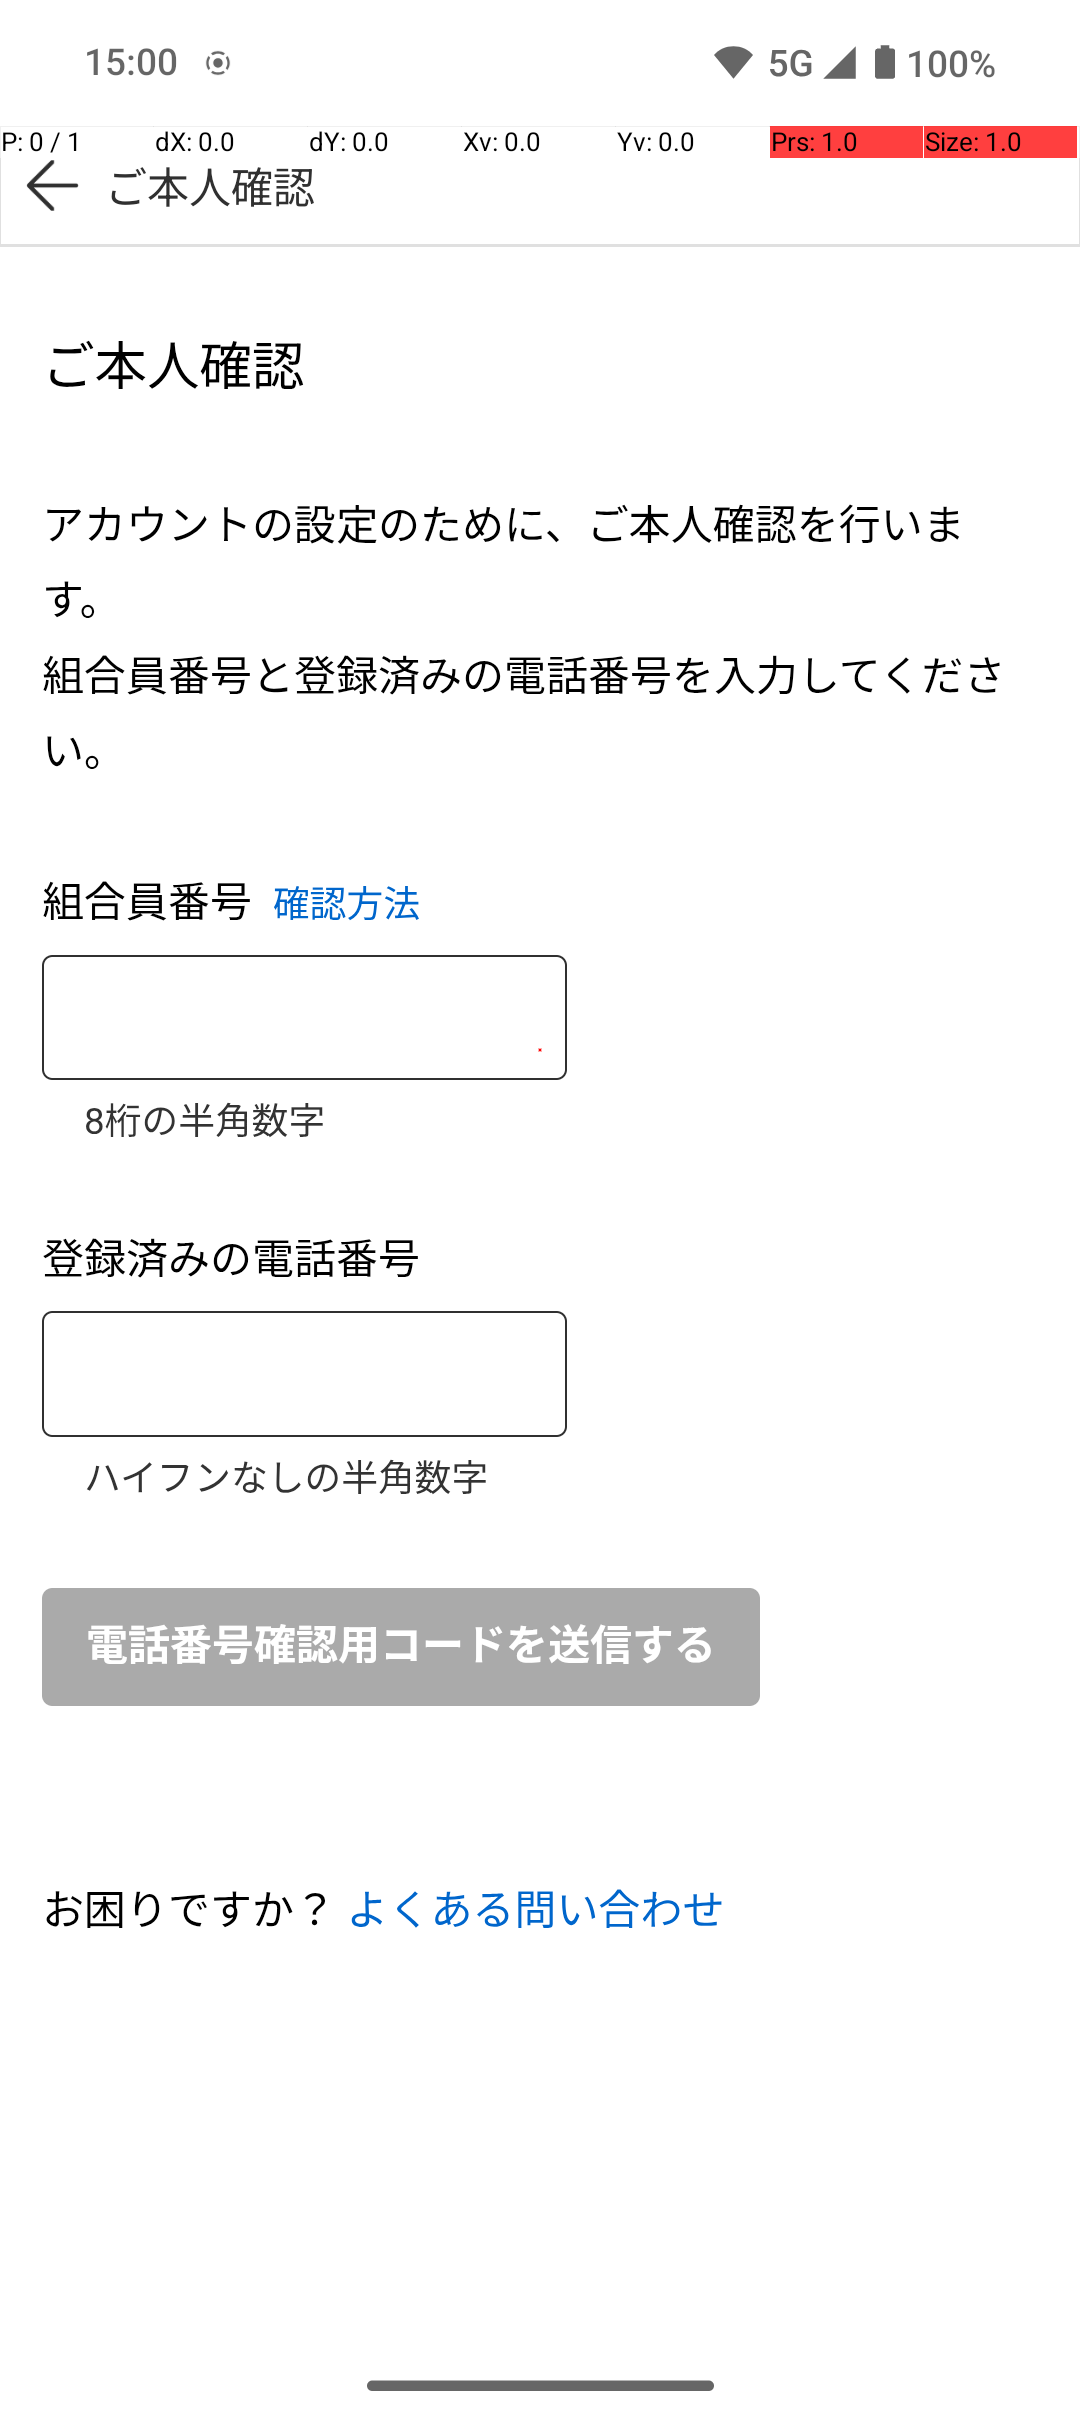 15:00
5G 100%
P: 0 / 1 dX: 0.0 dY: 0.0 Xv: 0.0 Yv: 0.0 Prs: 1.0 Size: 1.0
ご本人確認
ご本人確認
アカウントの設定のために、ご本人確認を行いま
す。
組合員番号と登録済みの電話番号を入力してくださ
い。
組合員番号 確認方法
8桁の半角数字
登録済みの電話番号
ハイフンなしの半角数字
電話番号確認用コードを送信する
お困りですか？ よくある問い合わせ